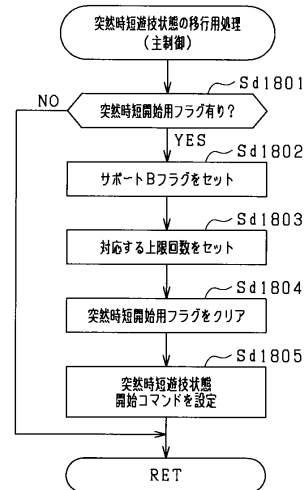 突然時短遊技状態の移行用処理
(主制御)
Sd1801
突然時短開始用フラグ有り?
NO
YES
Sd1802
サポートBフラグをセット
Sd1803
対応する上限回数をセット
Sd1804
突然時短開始用フラグをクリア
Sd1805
突然時短遊技状態
開始コマンドを設定
RET